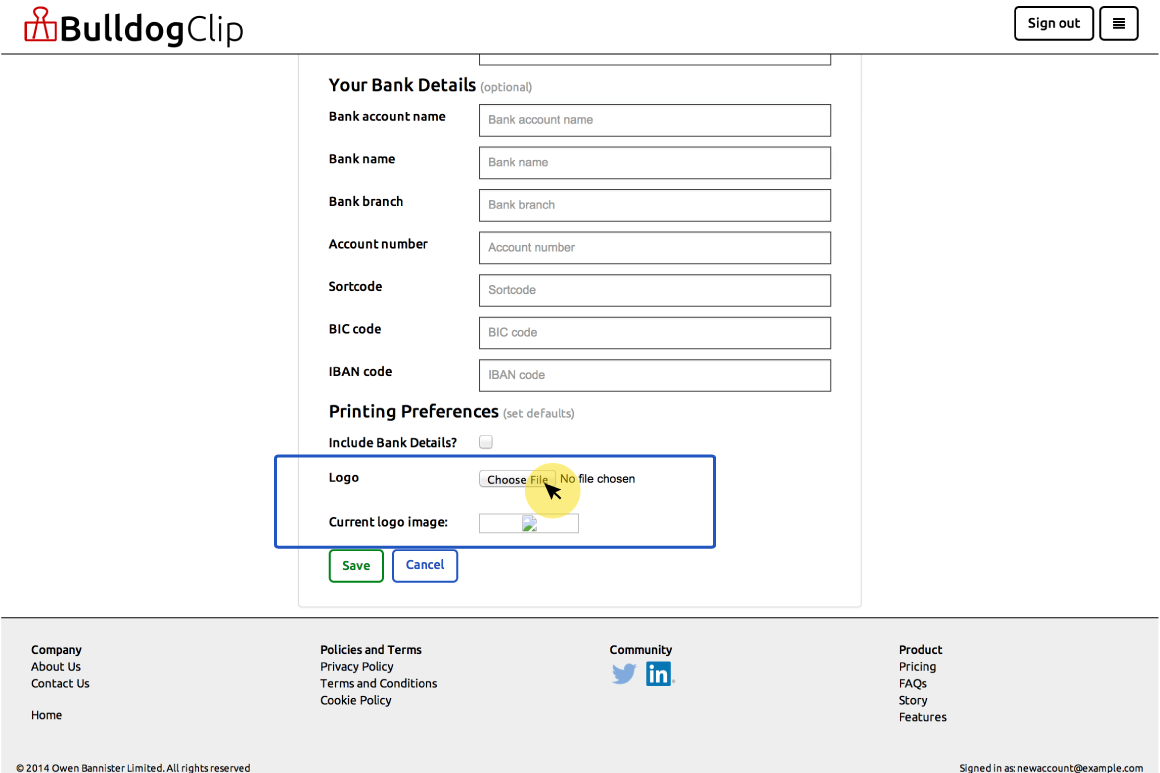 BulldogClip
Sign out
Your Bank Details (optional)
Bank account name
Bank account name
Bank name
Bank name
Bank branch
Bank branch
Account number
Account number
Sortcode
Sortcode
BIC code
BIC code
IBAN code
IBAN code
Printing Preferences (set defaults)
Include Bank Details?
Logo
Choose File No file chosen
Current logo image:
Save
Cancel
Company
About Us
Contact Us
Home
Policies and Terms
Privacy Policy
Terms and Conditions
Cookie Policy
Community
in
Product
Pricing
FAQs
Story
Features
© 2014 Owen Bannister Limited. All rights reserved
Signed in as: newaccount@example.com